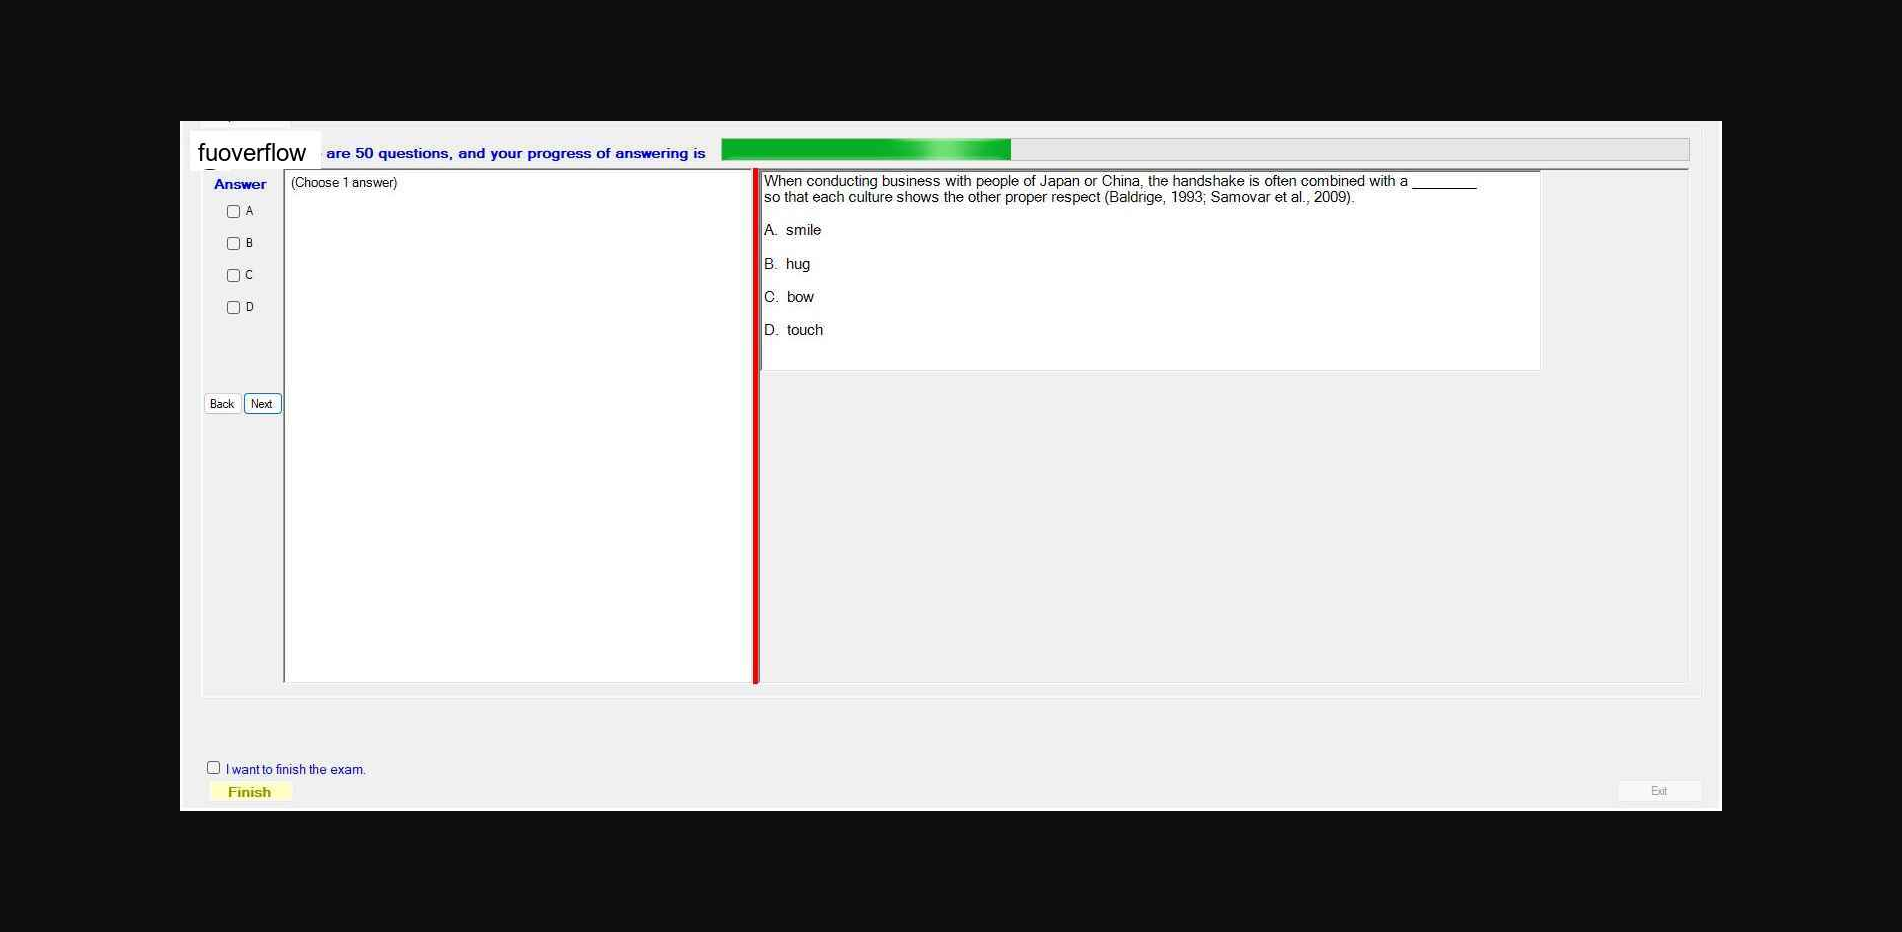 fuoverflow are 50 questions, and your progress of answering is
Answer
(Choose 1 answer)
A
B
C
D
Back Next
When conducting business with people of Japan or China, the handshake is often combined with a ________
so that each culture shows the other proper respect (Baldrige, 1993; Samovar et al., 2009).
A. smile
B. hug
C. bow
D. touch
I want to finish the exam.
Finish
Exit